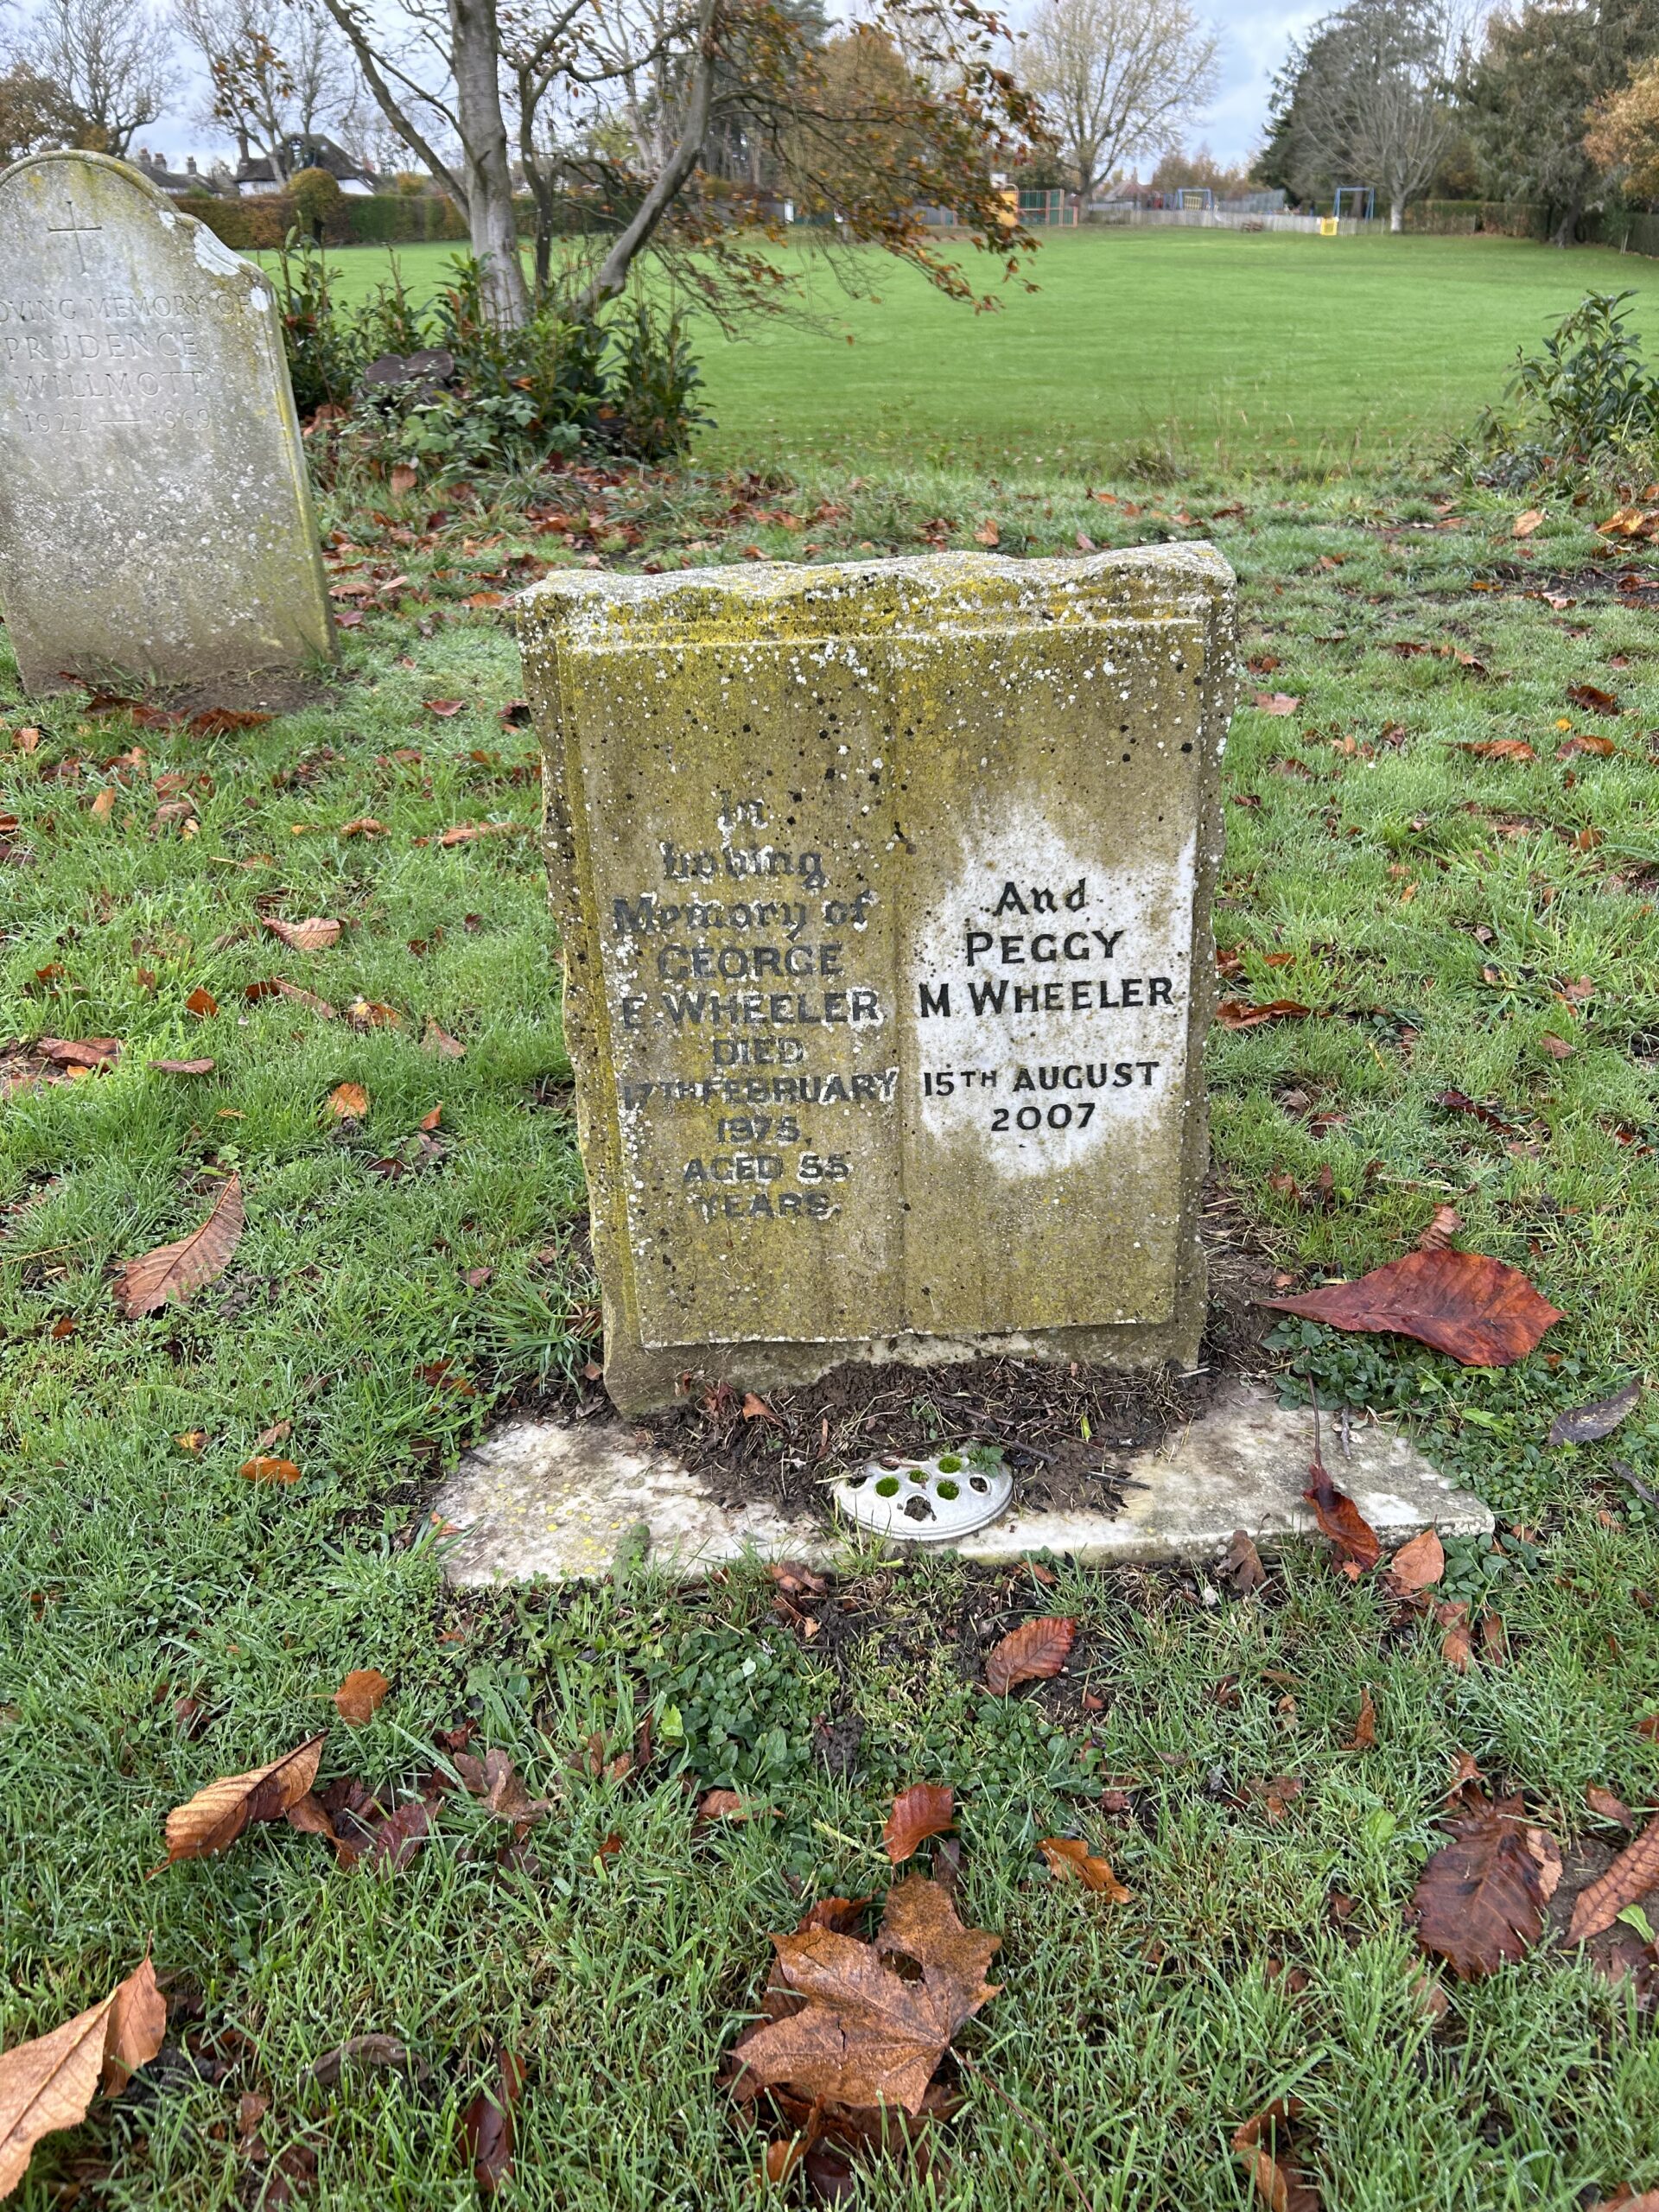 OVING MEMORY OF
PRUDENCE
WILLMOTT
1922 — 1969
In
Loving
Memory of
GEORGE
E. WHEELER
DIED
17TH FEBRUARY
1975,
AGED 55
YEARS.
And
PEGGY
M WHEELER
15TH AUGUST
2007